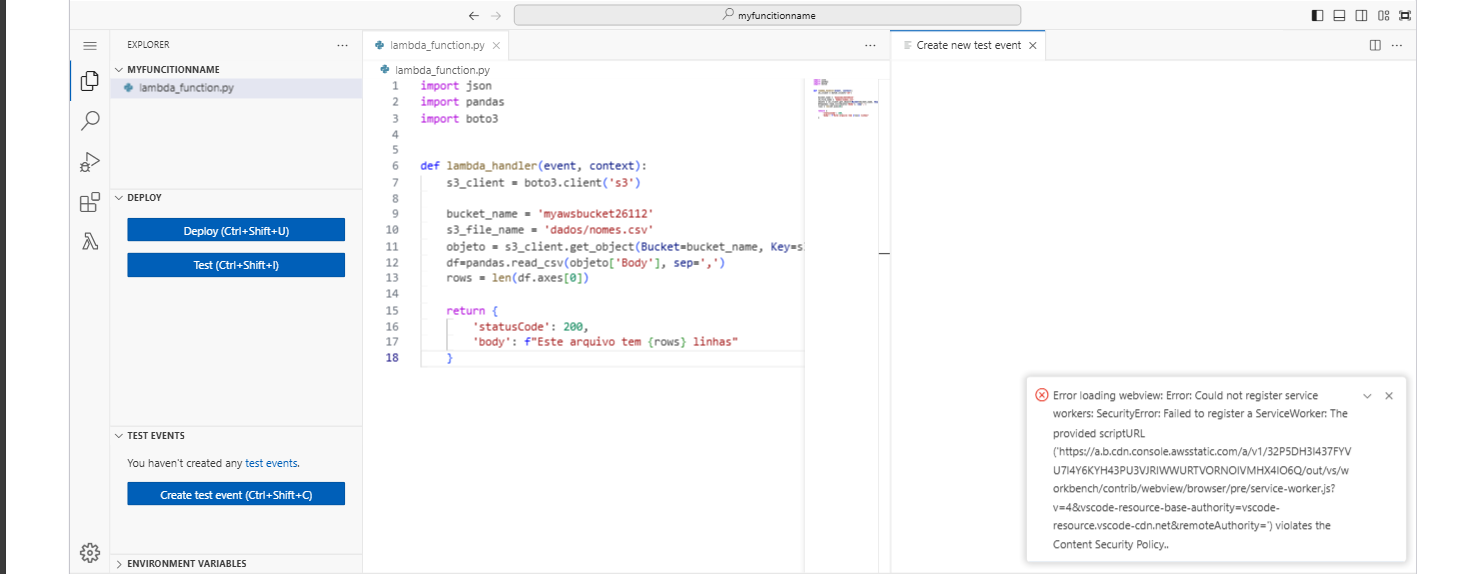 myfuncitionname
EXPLORER
MYFUNCITIONNAME
lambda_function.py
DEPLOY
Deploy (Ctrl+Shift+U)
Test (Ctrl+Shift+I)
TEST EVENTS
You haven't created any test events.
Create test event (Ctrl+Shift+C)
ENVIRONMENT VARIABLES
lambda_function.py
lambda_function.py
1 import json
2 import pandas
3 import boto3
4
5
6 def lambda_handler(event, context):
7 s3_client = boto3.client('s3')
8
9 bucket_name = 'myawsbucket26112'
10 s3_file_name = 'dados/nomes.csv'
11 objeto = s3_client.get_object(Bucket=bucket_name, Key=s
12 df=pandas.read_csv(objeto['Body'], sep=',')
13 rows = len(df.axes[0])
14
15 return {
16 'statusCode': 200,
17 'body': f"Este arquivo tem {rows} linhas"
18 }
Create new test event
Error loading webview: Error: Could not register service
workers: SecurityError: Failed to register a ServiceWorker: The
provided scriptURL
('https://a.b.cdn.console.awsstatic.com/a/v1/32P5DH3I437FYV
U7I4Y6KYH43PU3VJRIWWURTVORNOIVMHX4IO6Q/out/vs/w
orkbench/contrib/webview/browser/pre/service-worker.js?
v=4&vscode-resource-base-authority=vscode-
resource.vscode-cdn.net&remoteAuthority=') violates the
Content Security Policy..